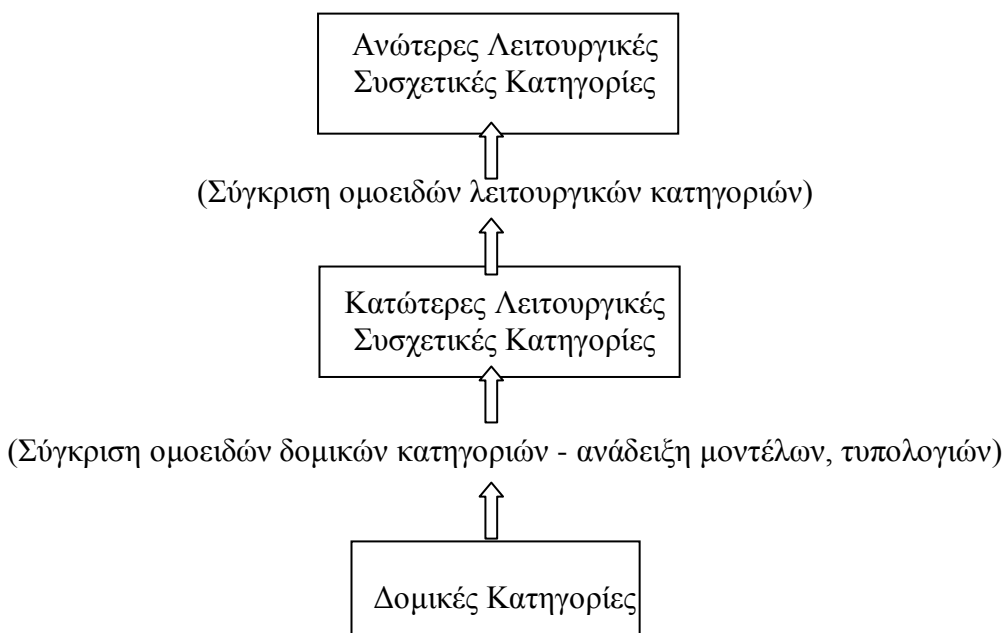 Ανώτερες Λειτουργικές
Συσχετικές Κατηγορίες
(Σύγκριση ομοειδών λειτουργικών κατηγοριών)
Κατώτερες Λειτουργικές
Συσχετικές Κατηγορίες
(Σύγκριση ομοειδών δομικών κατηγοριών - ανάδειξη μοντέλων, τυπολογιών)
Δομικές Κατηγορίες